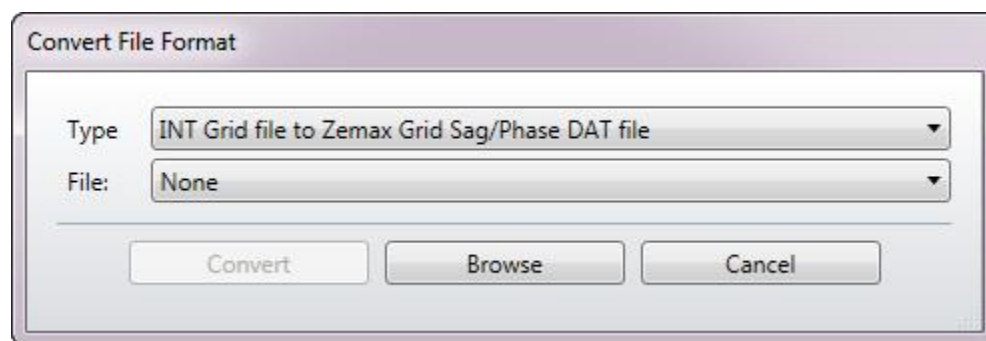 Convert File Format
Type INT Grid file to Zemax Grid Sag/Phase DAT file
File: None
Convert Browse Cancel